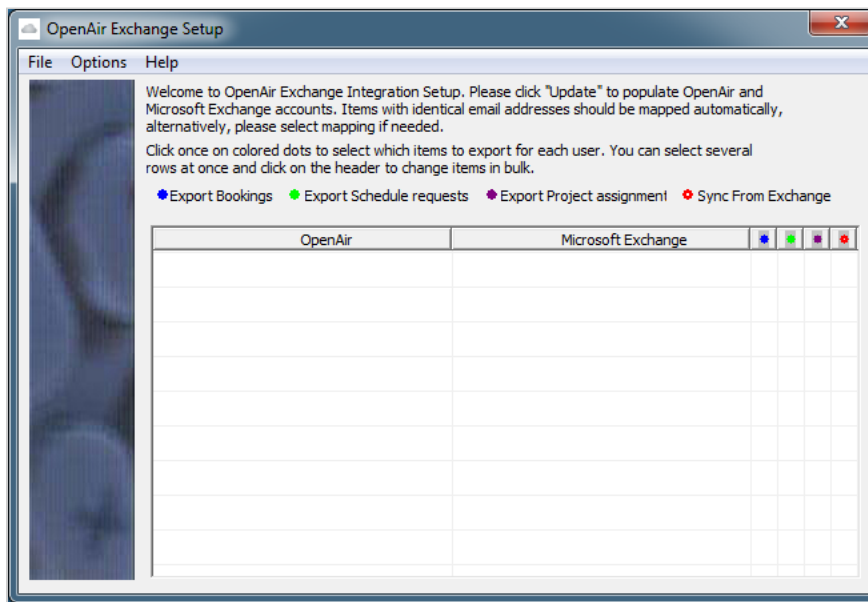 OpenAir Exchange Setup
File Options Help
Welcome to OpenAir Exchange Integration Setup. Please click "Update" to populate OpenAir and
Microsoft Exchange accounts. Items with identical email addresses should be mapped automatically,
alternatively, please select mapping if needed.
Click once on colored dots to select which items to export for each user. You can select several
rows at once and click on the header to change items in bulk.
Export Bookings Export Schedule requests Export Project assignment Sync From Exchange
OpenAir Microsoft Exchange